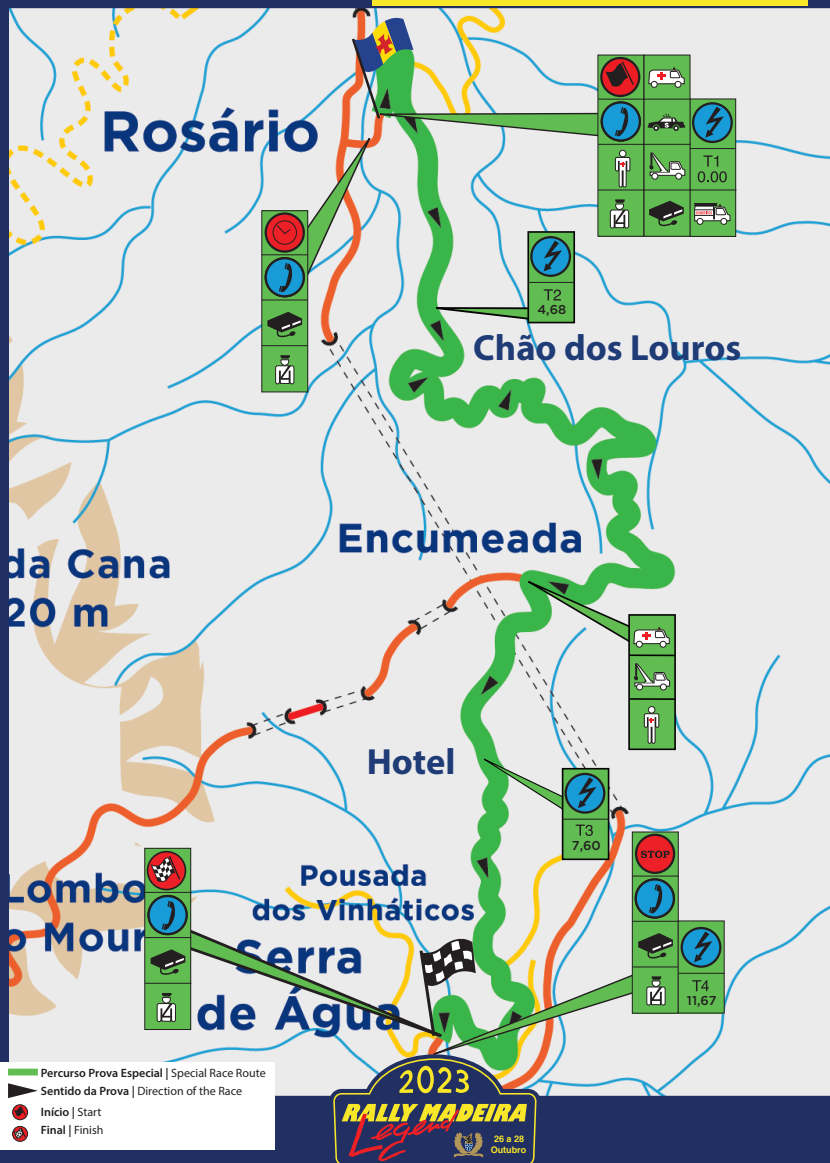 Rosário
T1
0.00
T2
4,68
Chão dos Louros
Encumeada
da Cana
20 m
Hotel
T3
7,60
STOP
Pousada
dos Vinháticos
Lombo
o Mour
Serra
de Água
T4
11,67
Percurso Prova Especial | Special Race Route
Sentido da Prova | Direction of the Race
Início | Start
Final | Finish
2023
RALLY MADEIRA
Legend
26 a 28
Outubro